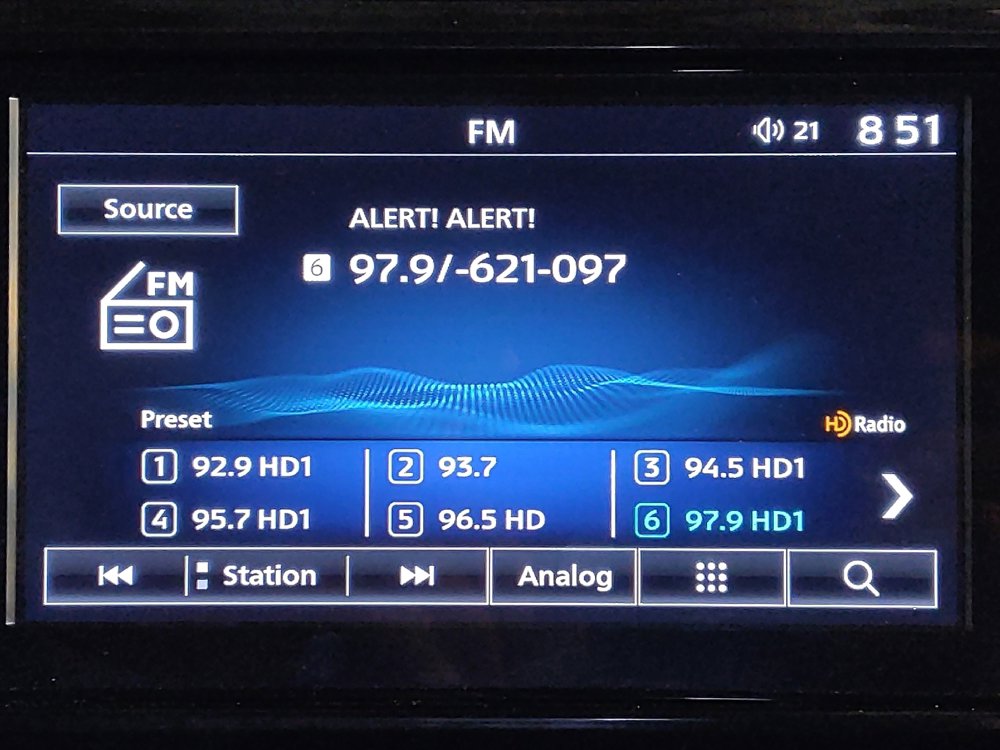 FM 21 8 51
Source
ALERT! ALERT!
6 97.9/-621-097
FM
Preset
HD Radio
1 92.9 HD1 2 93.7 3 94.5 HD1
4 95.7 HD1 5 96.5 HD 6 97.9 HD1
Station Analog